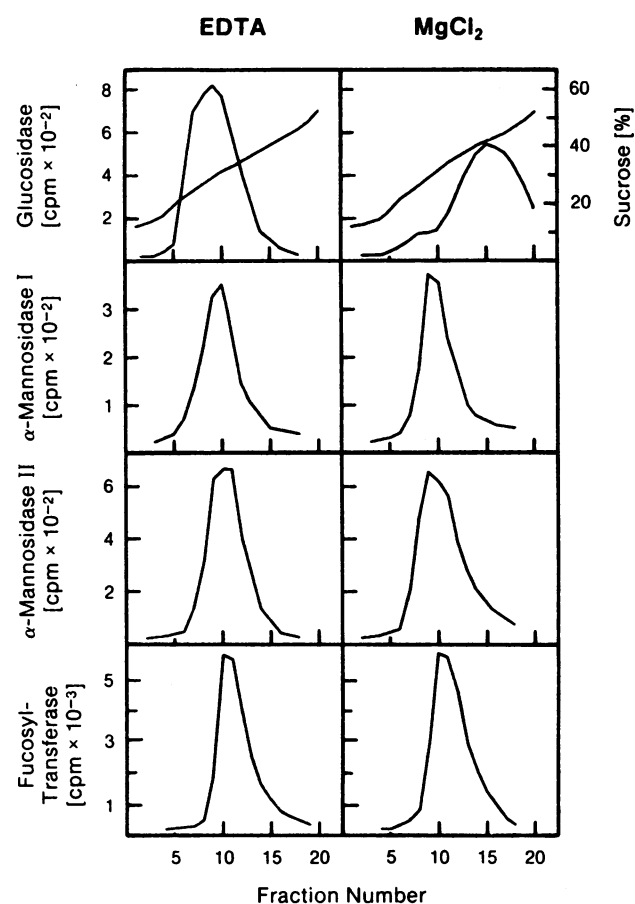 EDTA
MgCl₂
Glucosidase
[cpm × 10⁻²]
8
6
4
2
60
40
20
Sucrose [%]
α-Mannosidase I
[cpm × 10⁻²]
3
2
1
α-Mannosidase II
[cpm × 10⁻²]
6
4
2
Fucosyl-
Transferase
[cpm × 10⁻³]
5
3
1
5 10 15 20
5 10 15 20
Fraction Number